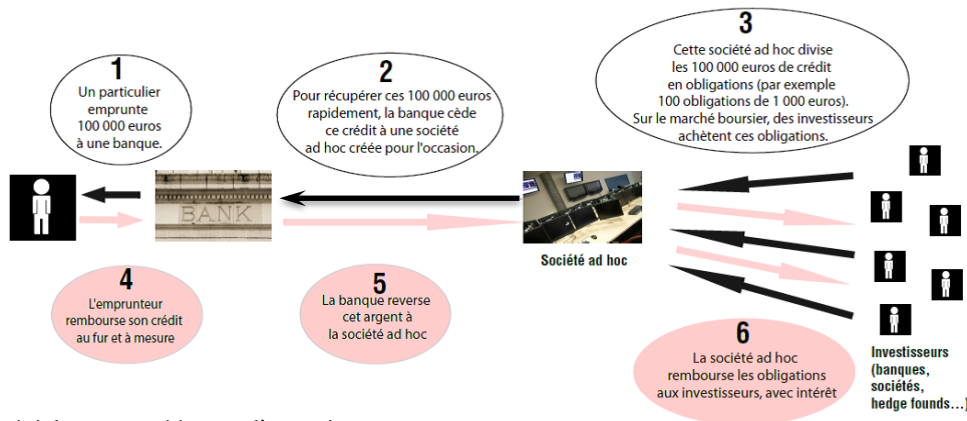 1
Un particulier
emprunte
100 000 euros
à une banque.
2
Pour récupérer ces 100 000 euros
rapidement, la banque cède
ce crédit à une société
ad hoc créée pour l'occasion.
3
Cette société ad hoc divise
les 100 000 euros de crédit
en obligations (par exemple
100 obligations de 1 000 euros).
Sur le marché boursier, des investisseurs
achètent ces obligations.
BANK
Société ad hoc
4
L'emprunteur
rembourse son crédit
au fur et à mesure
5
La banque reverse
cet argent à
la société ad hoc
6
La société ad hoc
rembourse les obligations
aux investisseurs, avec intérêt
Investisseurs
(banques,
sociétés,
hedge founds...)